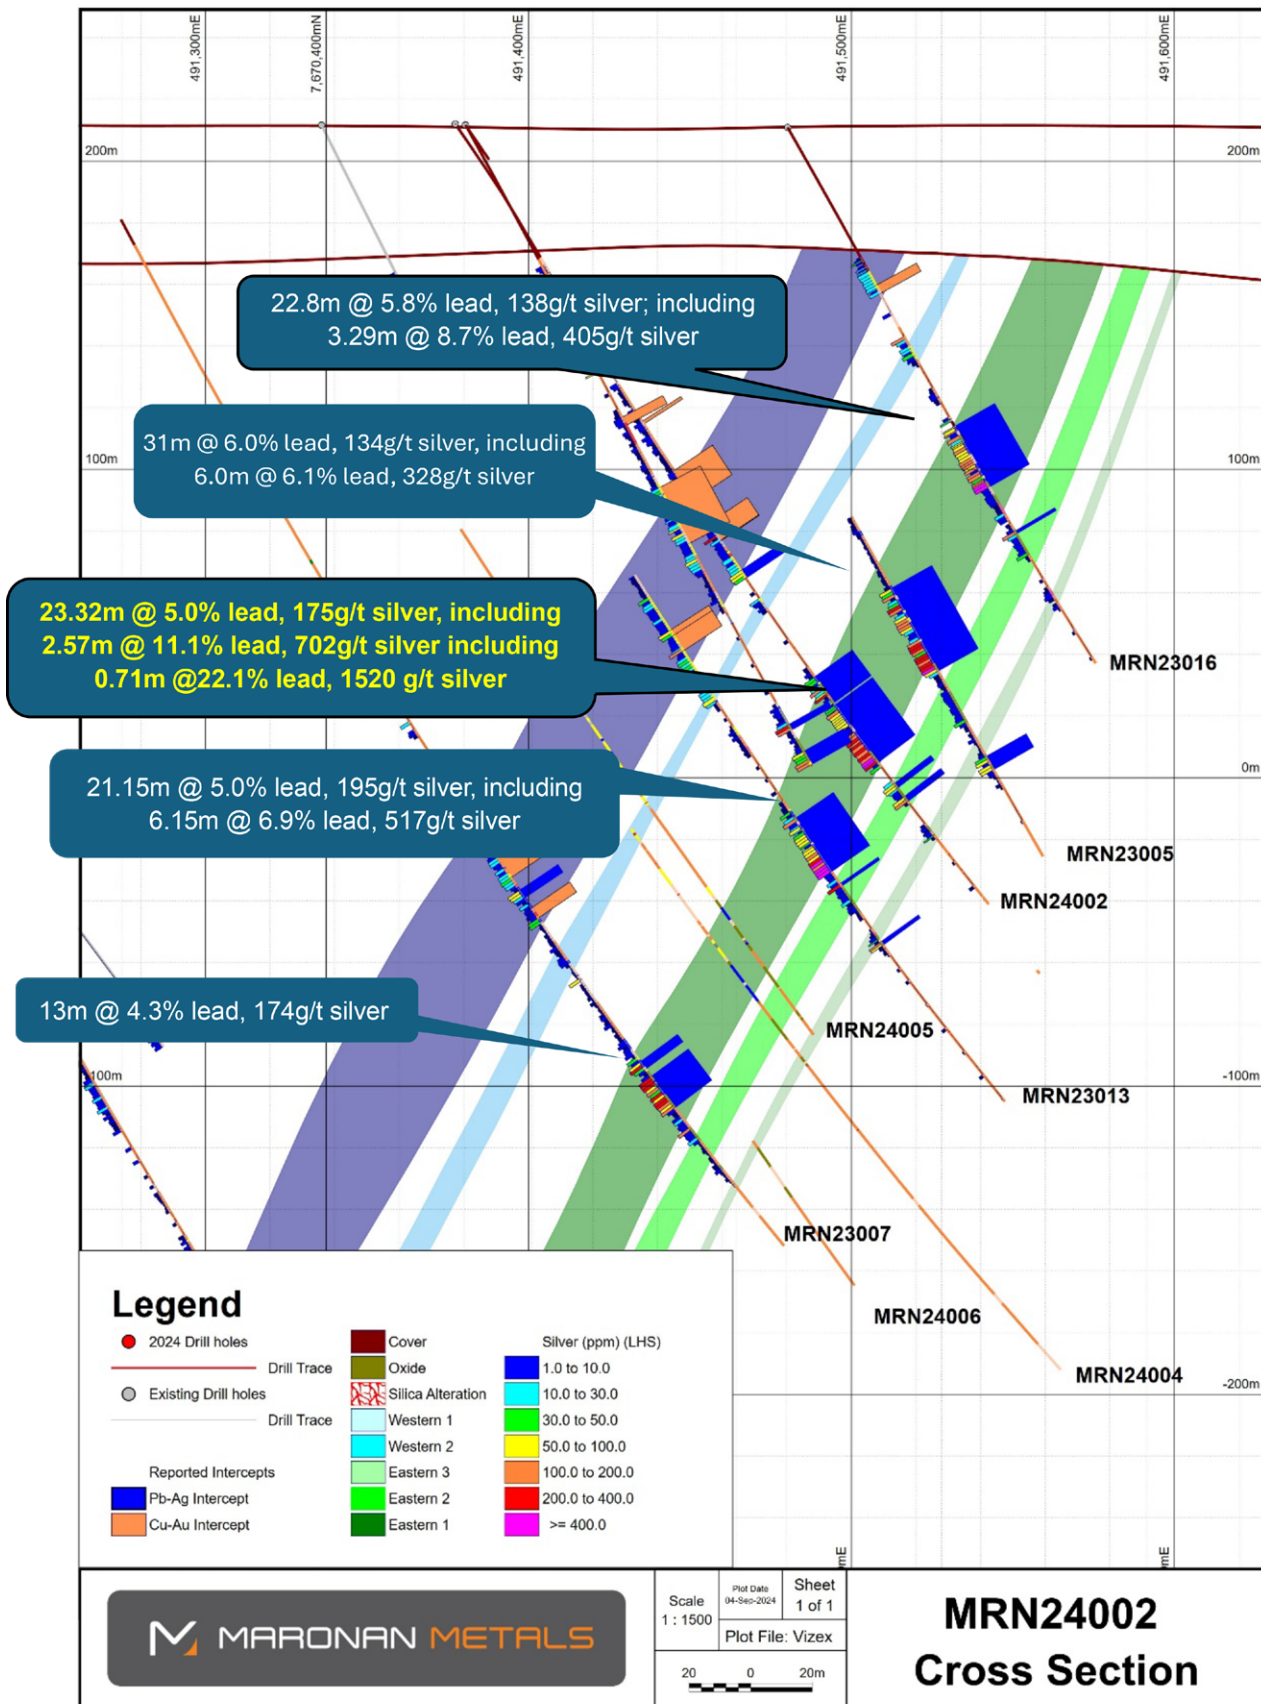 491,300mE
7,670,400mN
491,400mE
491,500mE
491,600mE
200m
200m
22.8m @ 5.8% lead, 138g/t silver; including
3.29m @ 8.7% lead, 405g/t silver
31m @ 6.0% lead, 134g/t silver, including
6.0m @ 6.1% lead, 328g/t silver
100m
100m
23.32m @ 5.0% lead, 175g/t silver, including
2.57m @ 11.1% lead, 702g/t silver including
0.71m @22.1% lead, 1520 g/t silver
MRN23016
21.15m @ 5.0% lead, 195g/t silver, including
6.15m @ 6.9% lead, 517g/t silver
0m
MRN23005
MRN24002
13m @ 4.3% lead, 174g/t silver
MRN24005
-100m
-100m
MRN23013
MRN23007
MRN24006
MRN24004
-200m
Legend
2024 Drill holes
Drill Trace
Existing Drill holes
Drill Trace
Reported Intercepts
Pb-Ag Intercept
Cu-Au Intercept
Cover
Oxide
Silica Alteration
Western 1
Western 2
Eastern 3
Eastern 2
Eastern 1
Silver (ppm) (LHS)
1.0 to 10.0
10.0 to 30.0
30.0 to 50.0
50.0 to 100.0
100.0 to 200.0
200.0 to 400.0
>= 400.0
mE
mE
MARONAN METALS
Scale
1 : 1500
Plot Date
04-Sep-2024
Sheet
1 of 1
Plot File: Vizex
20 0 20m
MRN24002
Cross Section